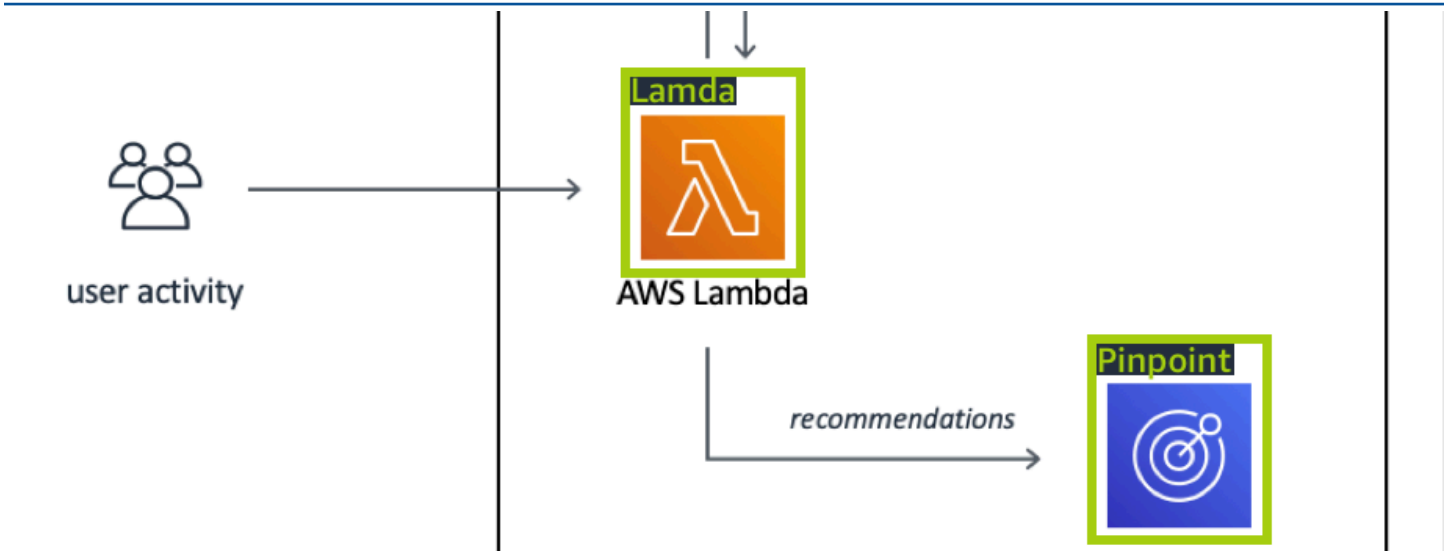 Lamda
user activity
AWS Lambda
Pinpoint
recommendations